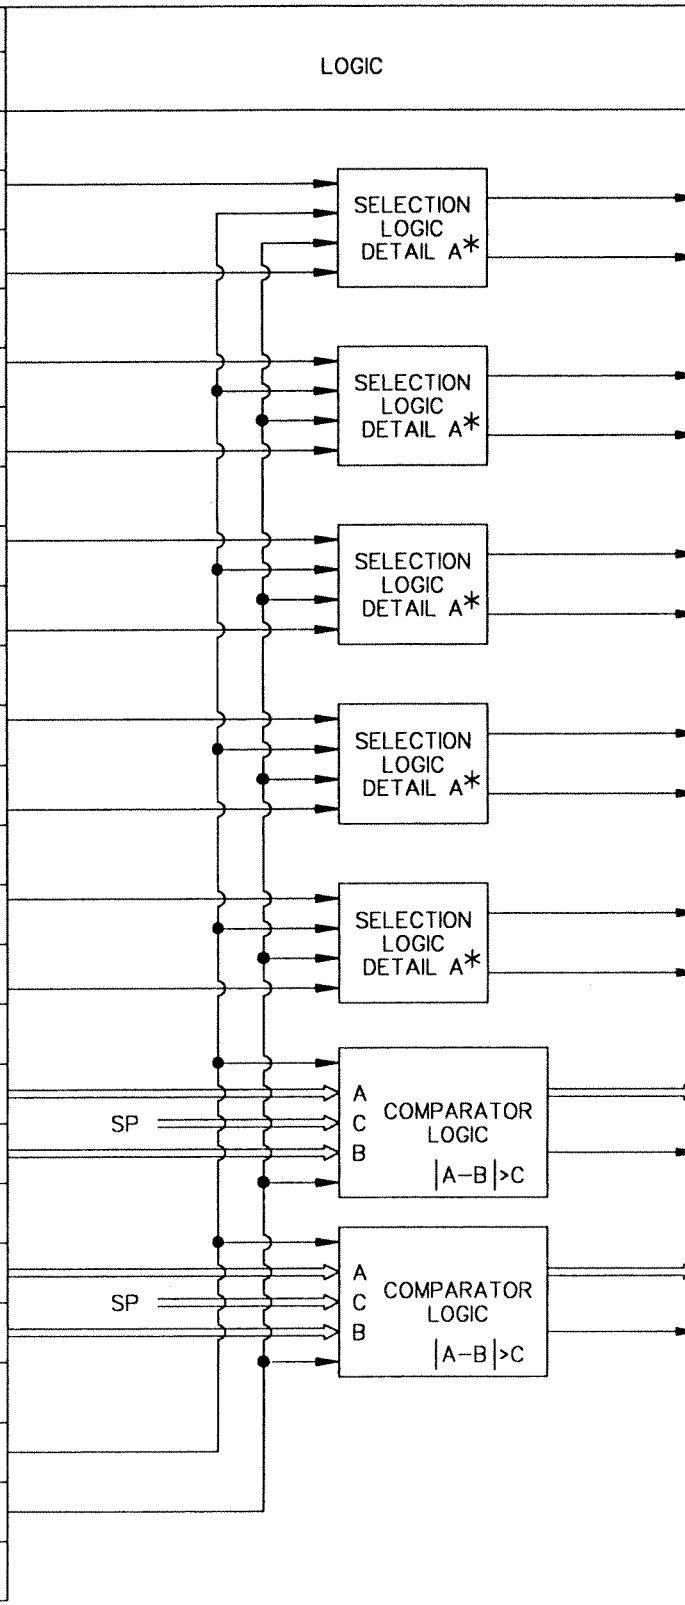 LOGIC
SELECTION
LOGIC
DETAIL A*
SELECTION
LOGIC
DETAIL A*
SELECTION
LOGIC
DETAIL A*
SELECTION
LOGIC
DETAIL A*
SELECTION
LOGIC
DETAIL A*
A
SP C COMPARATOR
LOGIC
B
|A-B|>C
A
SP C COMPARATOR
LOGIC
B
|A-B|>C